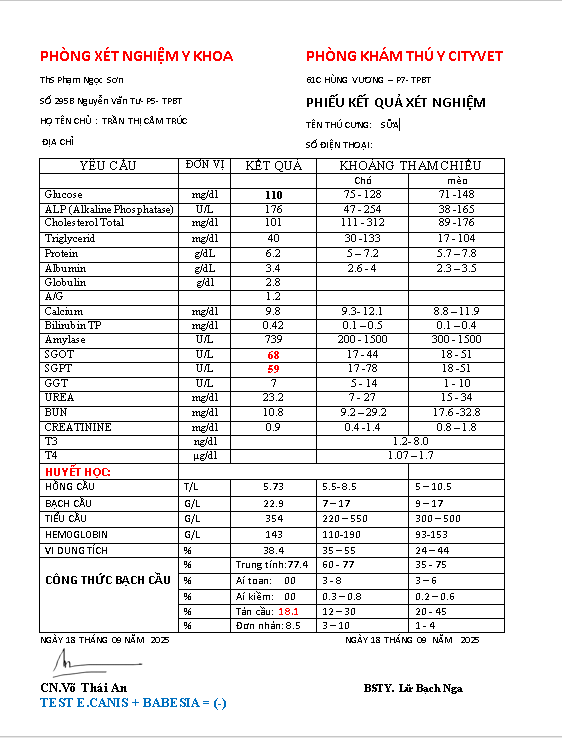 PHÒNG XÉT NGHIỆM Y KHOA PHÒNG KHÁM THÚ Y CITYVET
ThS Phạm Ngọc Sơn 61C HÙNG VƯƠNG – P7- TPBT
SỐ 295B Nguyễn Văn Tư- P5- TPBT PHIẾU KẾT QUẢ XÉT NGHIỆM
HỌ TÊN CHỦ : TRẦN THỊ CẨM TRÚC TÊN THÚ CƯNG: SỮA
ĐỊA CHỈ SỐ ĐIỆN THOẠI:
YÊU CẦU ĐƠN VỊ KẾT QUẢ KHOẢNG THAM CHIẾU
Chó mèo
Glucose mg/dl 110 75 - 128 71 -148
ALP (Alkaline Phosphatase) U/L 176 47 - 254 38 -165
Cholesterol Total mg/dl 101 111 - 312 89 -176
Triglycerid mg/dl 40 30 -133 17 - 104
Protein g/dL 6.2 5 – 7.2 5.7 – 7.8
Albumin g/dL 3.4 2.6 - 4 2.3 – 3.5
Globulin g/dl 2.8
A/G 1.2
Calcium mg/dl 9.8 9.3- 12.1 8.8 – 11.9
Bilirubin TP mg/dl 0.42 0.1 – 0.5 0.1 – 0.4
Amylase U/L 739 200 - 1500 300 - 1500
SGOT U/L 68 17 - 44 18 - 51
SGPT U/L 59 17 -78 18 -51
GGT U/L 7 5 - 14 1 - 10
UREA mg/dl 23.2 7 - 27 15 - 34
BUN mg/dl 10.8 9.2 – 29.2 17.6 -32.8
CREATININE mg/dl 0.9 0.4 -1.4 0.8 – 1.8
T3 ng/dl 1.2- 8.0
T4 µg/dl 1.07 – 1.7
HUYẾT HỌC:
HỒNG CẦU T/L 5.73 5.5-8.5 5 – 10.5
BẠCH CẦU G/L 22.9 7 – 17 9 – 17
TIỂU CẦU G/L 354 220 – 550 300 – 500
HEMOGLOBIN G/L 143 110-190 93-153
VI DUNG TÍCH % 38.4 35 – 55 24 – 44
CÔNG THỨC BẠCH CẦU % Trung tính:77.4 60 - 77 35 - 75
% Aí toan: 00 3 - 8 3 – 6
% Aí kiềm: 00 0.3 – 0.8 0.2 – 0.6
% Tân cầu: 18.1 12 – 30 20 - 45
% Đơn nhân: 8.5 3 – 10 1 - 4
NGÀY 18 THÁNG 09 NĂM 2025 NGÀY 18 THÁNG 09 NĂM 2025
CN.Võ Thái An BSTY. Lữ Bạch Nga
TEST E.CANIS + BABESIA = (-)